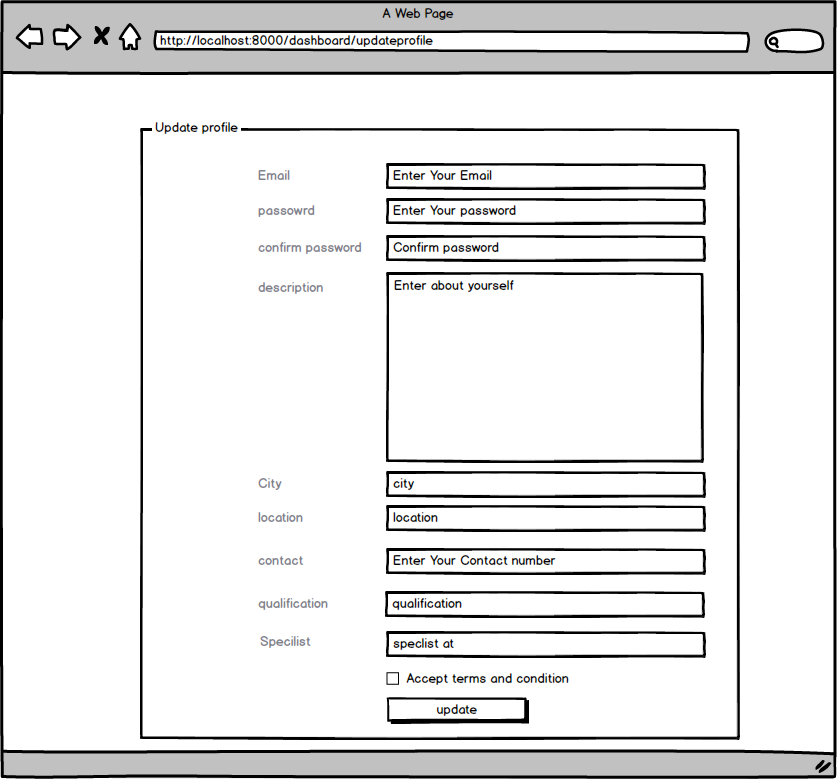 A Web Page
http://localhost:8000/dashboard/updateprofile
Update profile
Email Enter Your Email
passowrd Enter Your password
confirm password Confirm password
description Enter about yourself
City city
location location
contact Enter Your Contact number
qualification qualification
Specilist speclist at
Accept terms and condition
update